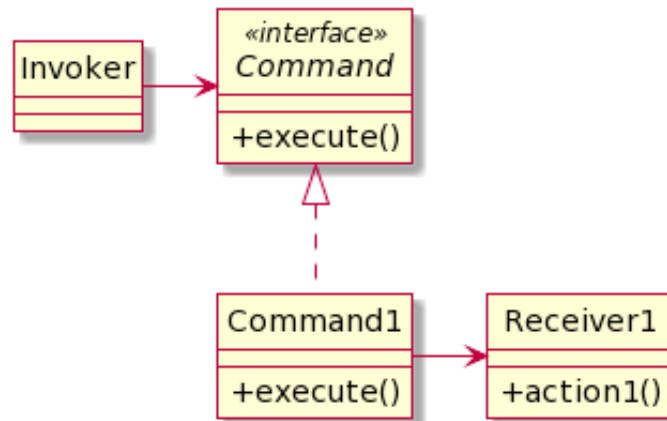 «interface»
Invoker
Command
+execute()
Command1
Receiver1
+execute()
+action1()